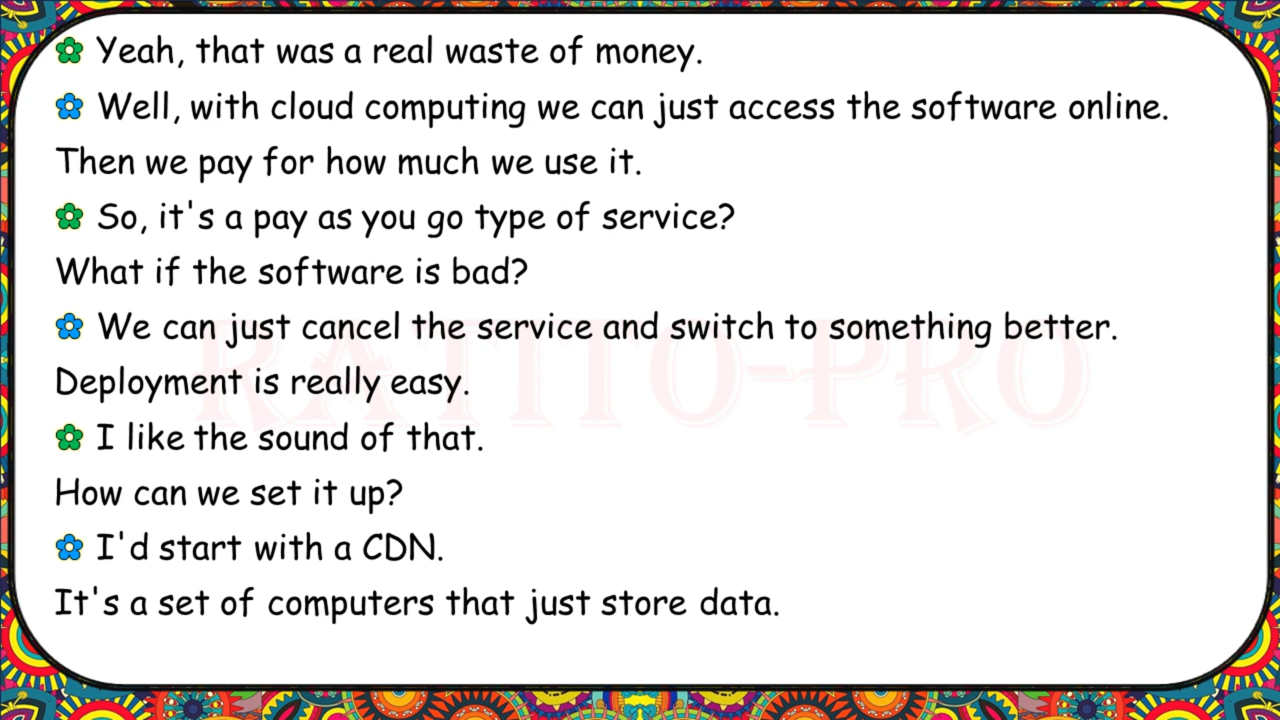 Yeah, that was a real waste of money.
Well, with cloud computing we can just access the software online.
Then we pay for how much we use it.
So, it's a pay as you go type of service?
What if the software is bad?
We can just cancel the service and switch to something better.
Deployment is really easy.
I like the sound of that.
How can we set it up?
I'd start with a CDN.
It's a set of computers that just store data.